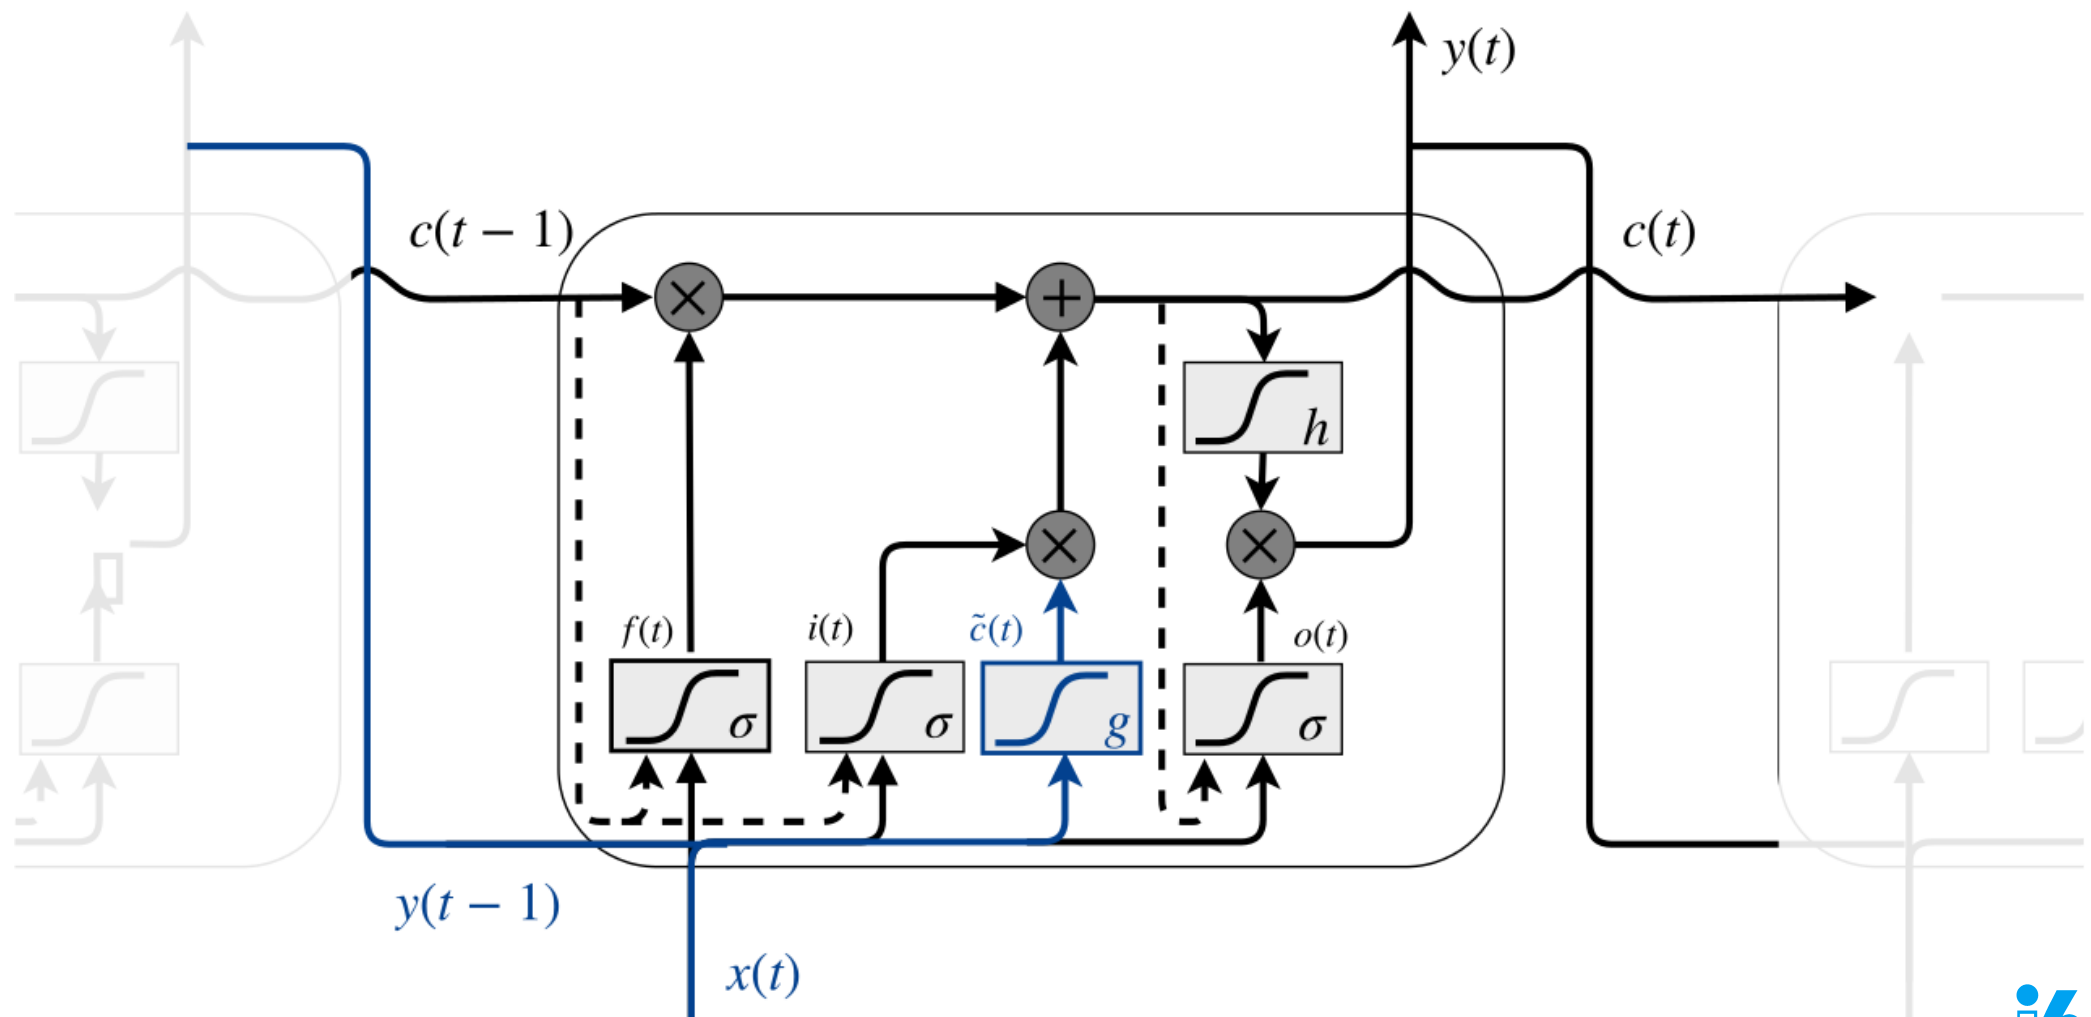 y(t)
c(t − 1)
c(t)
h
f(t)
i(t)
c̃(t)
o(t)
σ
σ
g
σ
y(t − 1)
x(t)